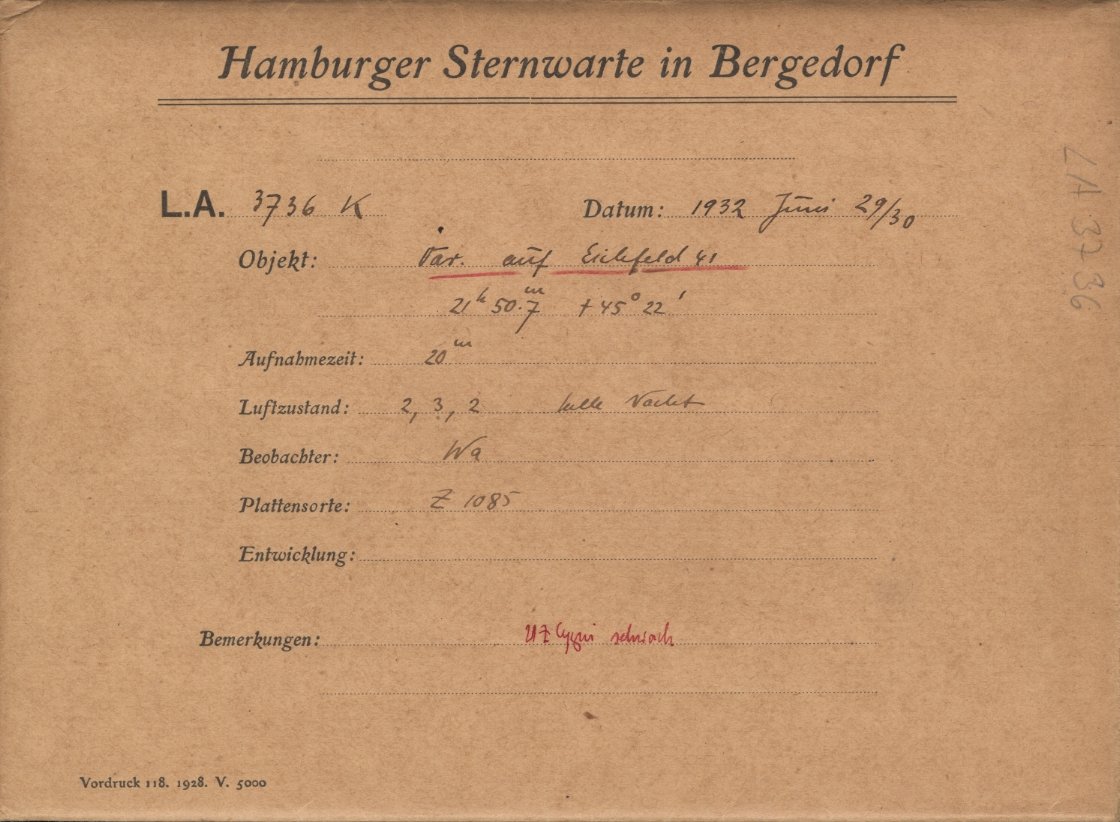 Hamburger Sternwarte in Bergedorf
L.A. 3736 K Datum: 1932 Juni 29/30
Objekt: Var. auf Eichfeld 41
21h 50.m7 + 45° 22'
Aufnahmezeit: 20m
Luftzustand: 2, 3, 2 helle Nacht
Beobachter: Wa
Plattensorte: Z 1085
Entwicklung:
Bemerkungen: UZ Cygni schwach
Vordruck 118. 1928. V. 5000
LA 3736